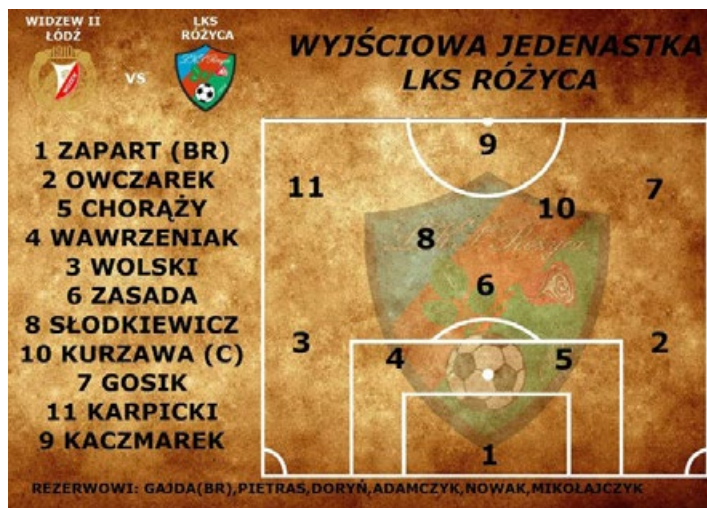 WIDZEW II
ŁÓDŹ
vs
LKS
RÓŻYCA
WYJŚCIOWA JEDENASTKA
LKS RÓŻYCA
1 ZAPART (BR)
2 OWCZAREK
5 CHORĄŻY
4 WAWRZENIAK
3 WOLSKI
6 ZASADA
8 SŁODKIEWICZ
10 KURZAWA (C)
7 GOSIK
11 KARPICKI
9 KACZMAREK
9
11
7
10
8
6
3
4
5
2
1
REZERWOWI: GAJDA(BR),PIETRAS,DORYŃ,ADAMCZYK,NOWAK,MIKOŁAJCZYK